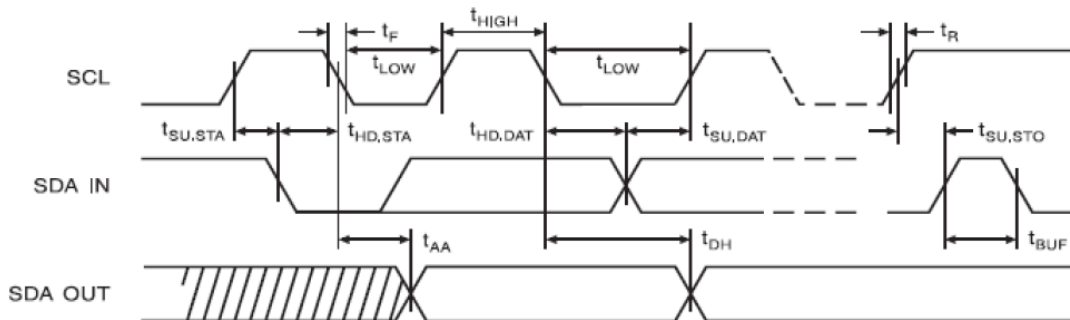 tHIGH
tF
tR
SCL
tLOW
tLOW
tSU.STA
tHD,STA
tHD,DAT
tSU,DAT
tSU,STO
SDA IN
tAA
tDH
tBUF
SDA OUT